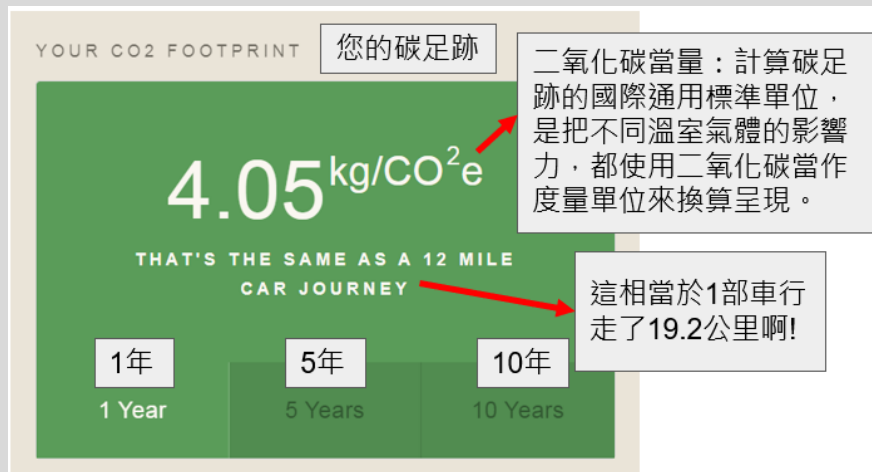 YOUR CO2 FOOTPRINT
您的碳足跡
二氧化碳當量：計算碳足
跡的國際通用標準單位，
是把不同溫室氣體的影響
力，都使用二氧化碳當作
度量單位來換算呈現。
4.05kg/CO²e
THAT'S THE SAME AS A 12 MILE
CAR JOURNEY
這相當於1部車行
走了19.2公里啊!
1年
5年
10年
1 Year
5 Years
10 Years